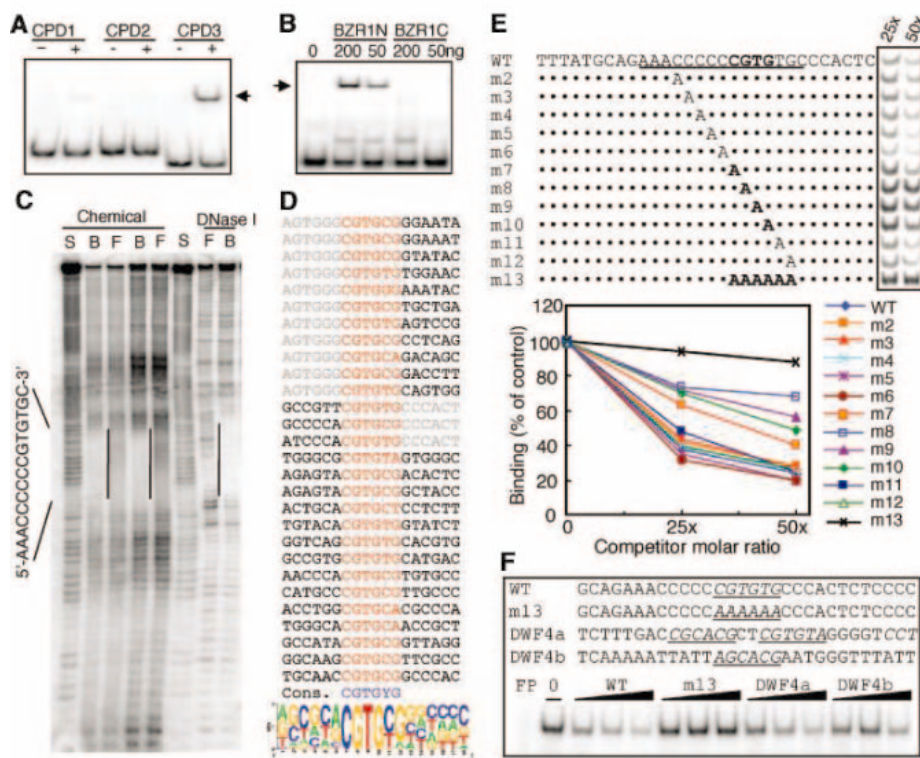 A
CPD1 CPD2 CPD3
- + - + - +
B
BZR1N BZR1C
0 200 50 200 50ng
C
Chemical DNase I
S B F B F S F B
5'-AAACCCCCCGTGTGC-3'
D
AGTGGGCGTGCGGGAATA
AGTGGGCGTGCGGGAAAT
AGTGGGCGTGCGGTATAC
AGTGGGCGTGTGTGGAAC
AGTGGGCGTGGGAAATAC
AGTGGGCGTGCGTGCTGA
AGTGGGCGTGTGAGTCCG
AGTGGGCGTGCGCCTCAG
AGTGGGCGTGCAGACAGC
AGTGGGCGTGCGGACCTT
AGTGGGCGTGTGCAGTGG
GCCGTTCGTGTGCCCACT
GCCCCACGTGCGCCCACT
ATCCCACGTGTGCCCACT
TGGGCGCGTGTAGTGGGC
AGAGTACGTGCGACACTC
AGAGTACGTGCGGCTACC
ACTGCACGTGCTCCTCTT
TGTACACGTGTGGTATCT
GGTCAGCGTGCGCACGTG
GCCGTGCGTGCGCATGAC
AACCCACGTGCGTGTGCC
CATGCCCGTGCGTTGCCC
ACCTGGCGTGCACGCCCA
TGGGCACGTGCAACCGCT
GCCATACGTGCGGTTAGG
GGCAAGCGTGCGTTCGCC
TGCAACCGTGCGGCCCAC
Cons. CGTGYG
E
25x 50x
WT TTTATGCAGAAACCCCCCGTGTGCCCACTC
m2 A
m3 A
m4 A
m5 A
m6 A
m7 A
m8 A
m9 A
m10 A
m11 A
m12 A
m13 AAAAAA
Binding (% of control)
120
100
80
60
40
20
0
0 25x 50x
Competitor molar ratio
WT
m2
m3
m4
m5
m6
m7
m8
m9
m10
m11
m12
m13
F
WT GCAGAAACCCCCCGTGTGCCCACTCTCCCC
m13 GCAGAAACCCCCAAAAAACCCACTCTCCCC
DWF4a TCTTTGACCGCACGCTCGTGTAGGGGTCCT
DWF4b TCAAAAATTATTAGCACGAATGGGTTTATT
FP 0 WT m13 DWF4a DWF4b